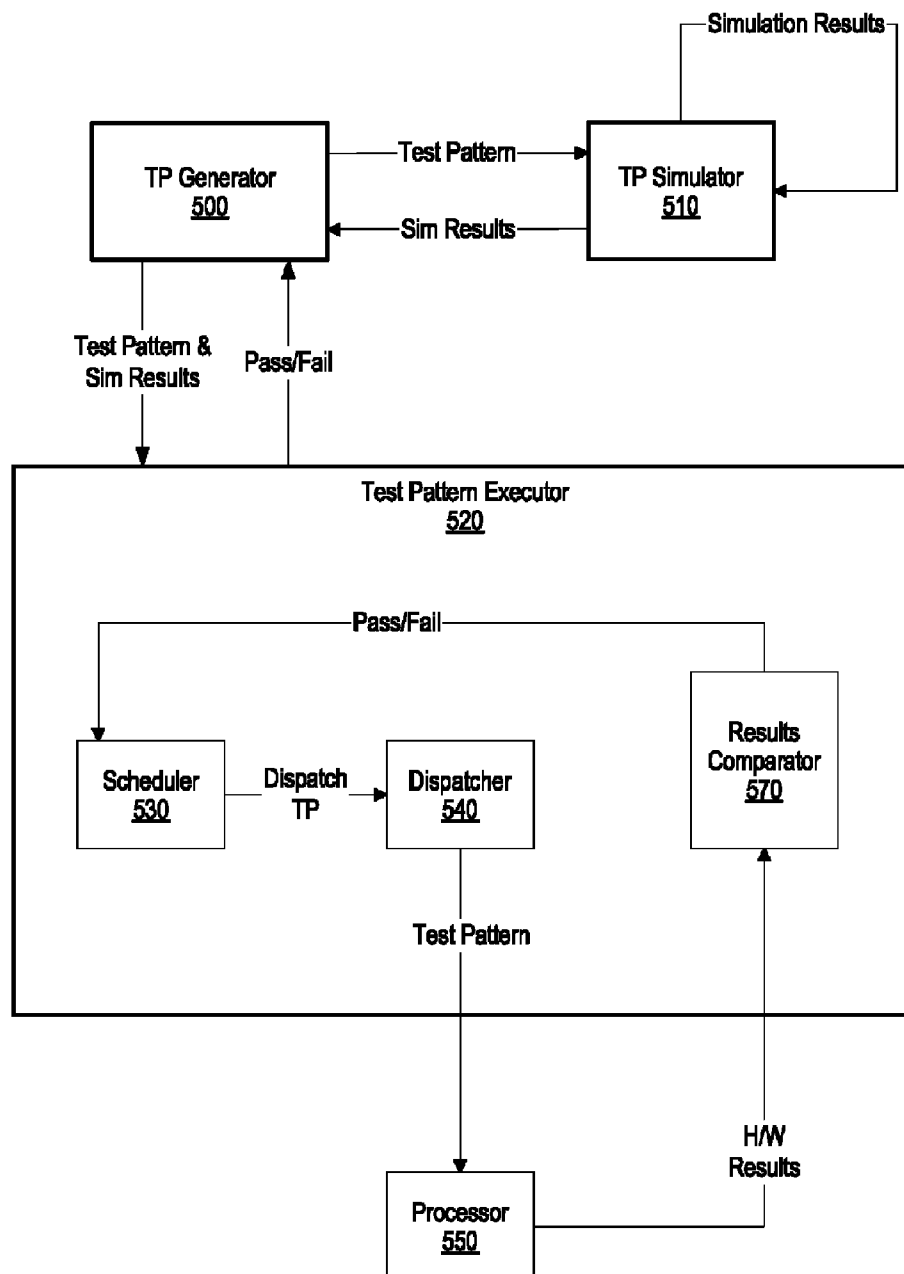 Simulation Results
TP Generator
500
Test Pattern
TP Simulator
510
Sim Results
Test Pattern &
Sim Results
Pass/Fail
Test Pattern Executor
520
Pass/Fail
Scheduler
530
Dispatch
TP
Dispatcher
540
Results
Comparator
570
Test Pattern
H/W
Results
Processor
550